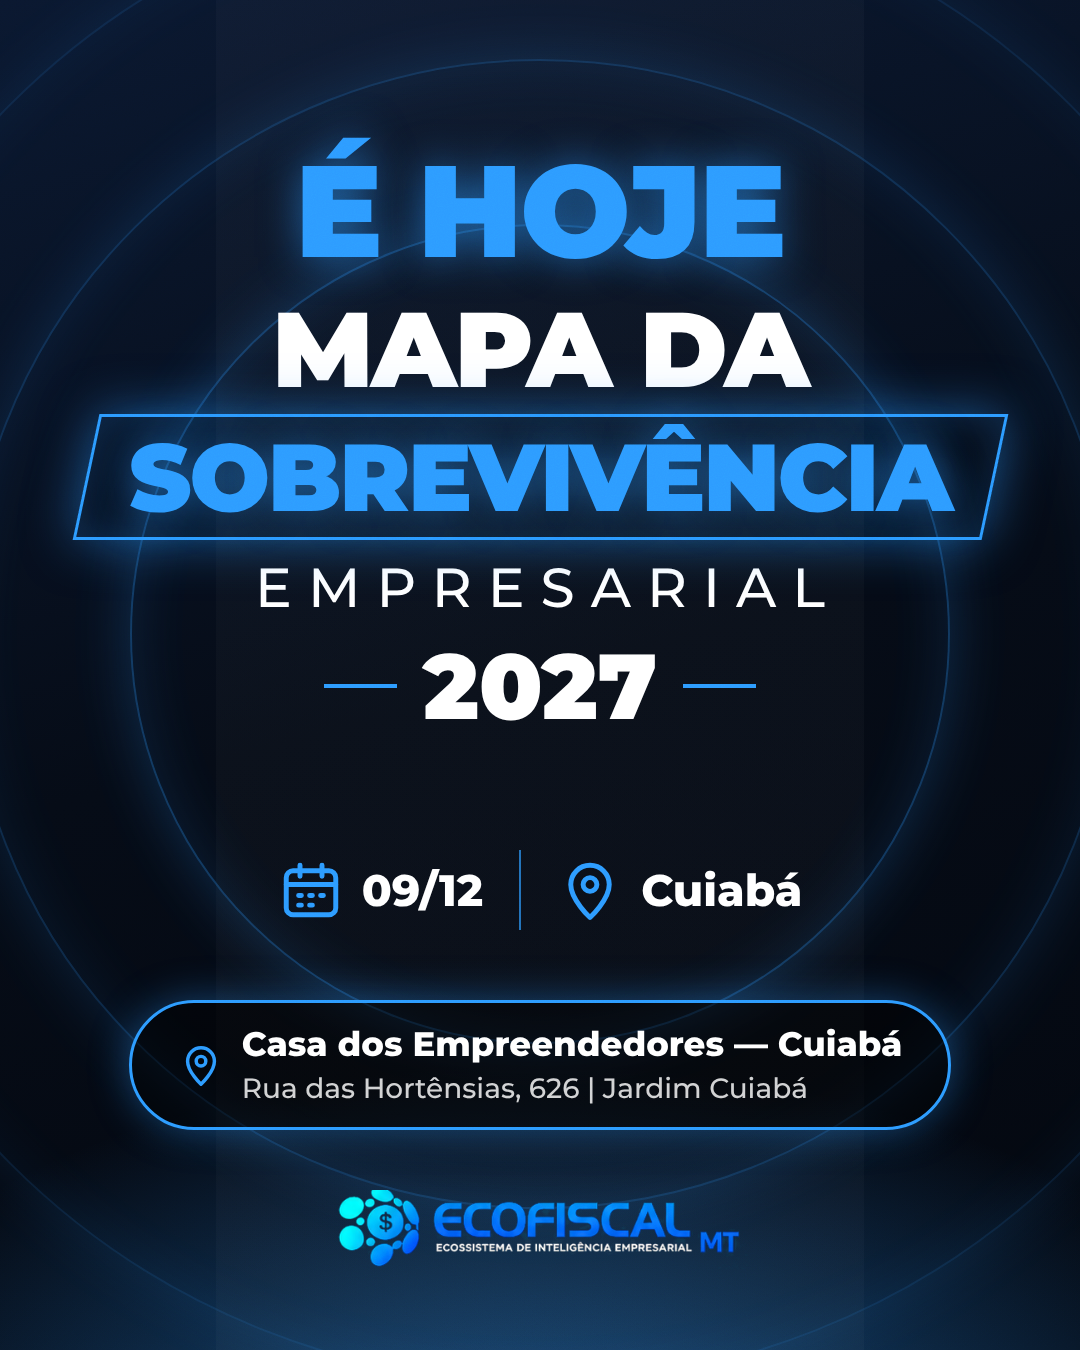 É HOJE
MAPA DA
SOBREVIVÊNCIA
EMPRESARIAL
2027
09/12
Cuiabá
Casa dos Empreendedores — Cuiabá
Rua das Hortênsias, 626 | Jardim Cuiabá
$
ECOFISCAL
ECOSSISTEMA DE INTELIGÊNCIA EMPRESARIAL MT